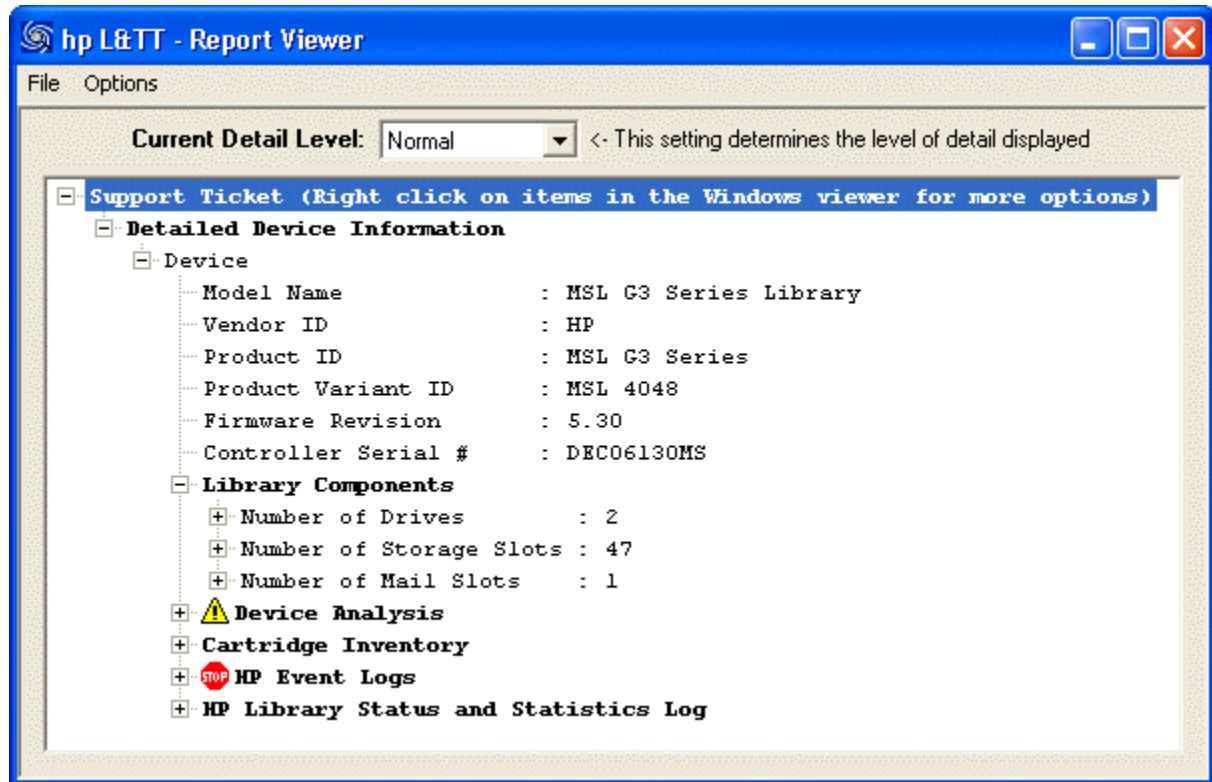 hp L&TT - Report Viewer
File Options
Current Detail Level: Normal <- This setting determines the level of detail displayed
Support Ticket (Right click on items in the Windows viewer for more options)
Detailed Device Information
Device
Model Name : MSL G3 Series Library
Vendor ID : HP
Product ID : MSL G3 Series
Product Variant ID : MSL 4048
Firmware Revision : 5.30
Controller Serial # : DEC06130MS
Library Components
Number of Drives : 2
Number of Storage Slots : 47
Number of Mail Slots : 1
Device Analysis
Cartridge Inventory
STOP HP Event Logs
HP Library Status and Statistics Log